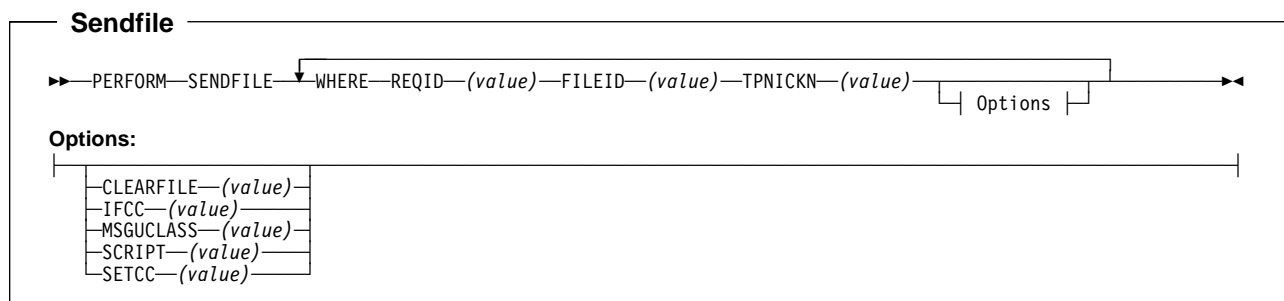 Sendfile
PERFORM SENDFILE WHERE REQID (value) FILEID (value) TPNICKN (value)
Options
Options:
CLEARFILE (value)
IFCC (value)
MSGUCLASS (value)
SCRIPT (value)
SETCC (value)